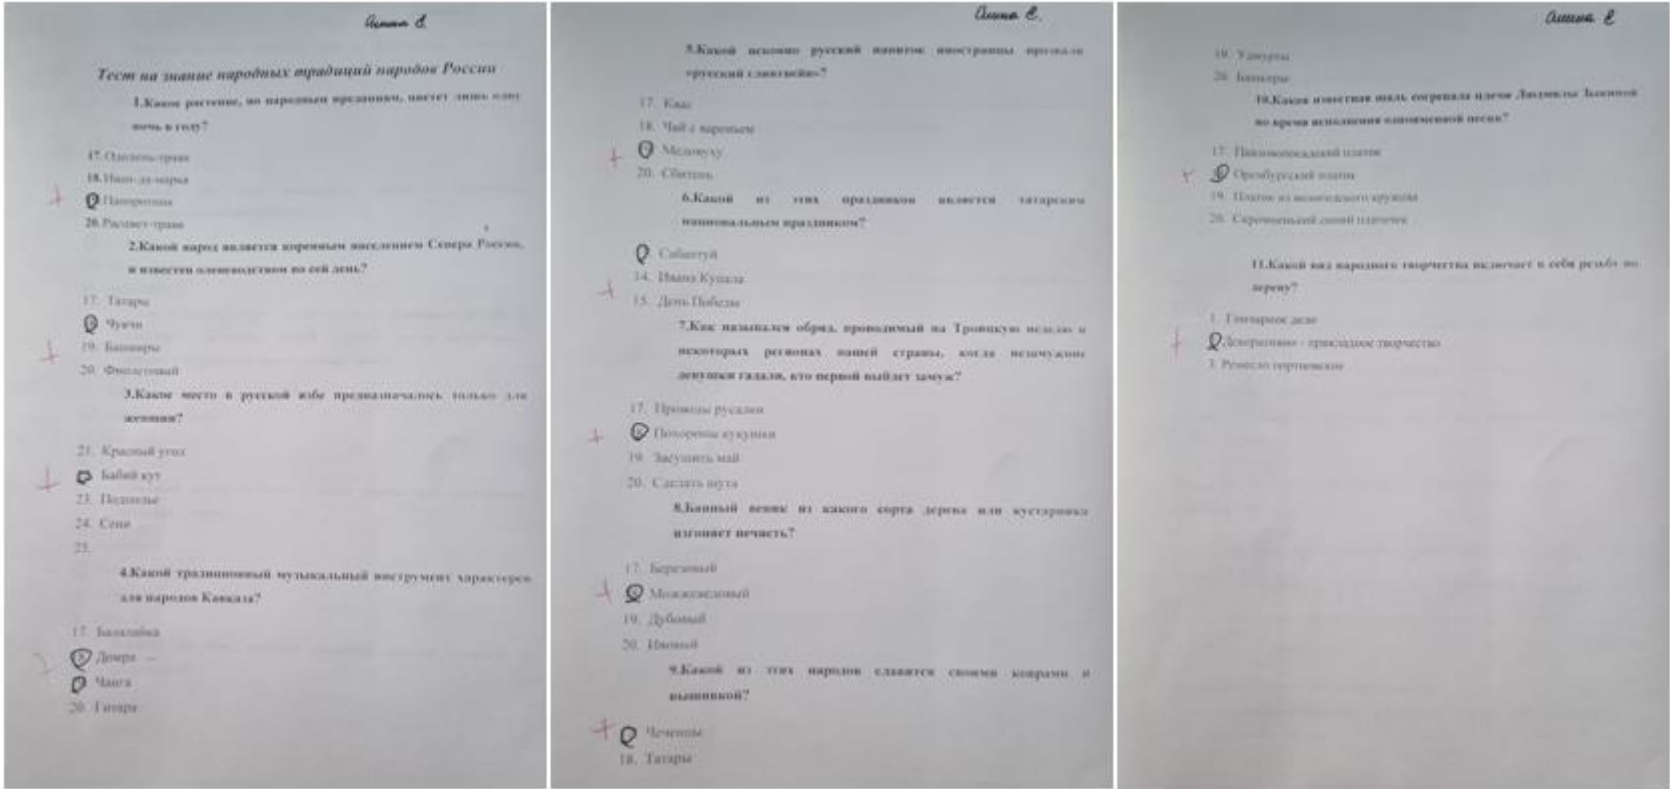 Алина Е.
Тест на знание народных традиций народов России
1.Какое растение, по народным преданиям, цветет лишь одну
ночь в году?
17. Одолень-трава
18. Иван-да-марья
Папоротник
20. Расцвет-трава
2.Какой народ является коренным населением Севера России,
и известен оленеводством по сей день?
17. Татары
Чукчи
19. Башкиры
20.
3.Какое место в русской избе предназначалось только для
женщин?
21. Красный угол
Бабий кут
23. Подполье
24. Сени
25.
4.Какой традиционный музыкальный инструмент характерен
для народов Кавказа?
17. Балалайка
Домра
Чанга
20. Гитара
Алина Е.
5.Какой исконно русский напиток иностранцы прозвали
«русский глинтвейн»?
17. Квас
18. Чай с вареньем
Медовуху
20. Сбитень
6.Какой из этих праздников является татарским
национальным праздником?
Сабантуй
14. Ивана Купала
15. День Победы
7.Как назывался обряд, проводимый на Троицкую неделю в
некоторых регионах нашей страны, когда незамужние
девушки гадали, кто первой выйдет замуж?
17. Проводы русалки
Похороны кукушки
19. Засушить май
20. Сделать шута
8.Банный веник из какого сорта дерева или кустарника
изгоняет нечисть?
17. Березовый
Можжевеловый
19. Дубовый
20. Ивовый
9.Какой из этих народов славится своими коврами и
вышивкой?
Чеченцы
18. Татары
Алина Е
19. Удмурты
20. Башкиры
10.Какая известная шаль согревала плечи Людмилы Зыкиной
во время исполнения одноименной песни?
17. Павловопосадский платок
Оренбургский платок
19. Платок из вологодского кружева
20. Скромненький синий платочек
11.Какой вид народного творчества включает в себя резьбу по
дереву?
1. Гончарное дело
Декоративно - прикладное творчество
3. Ремесло портновское